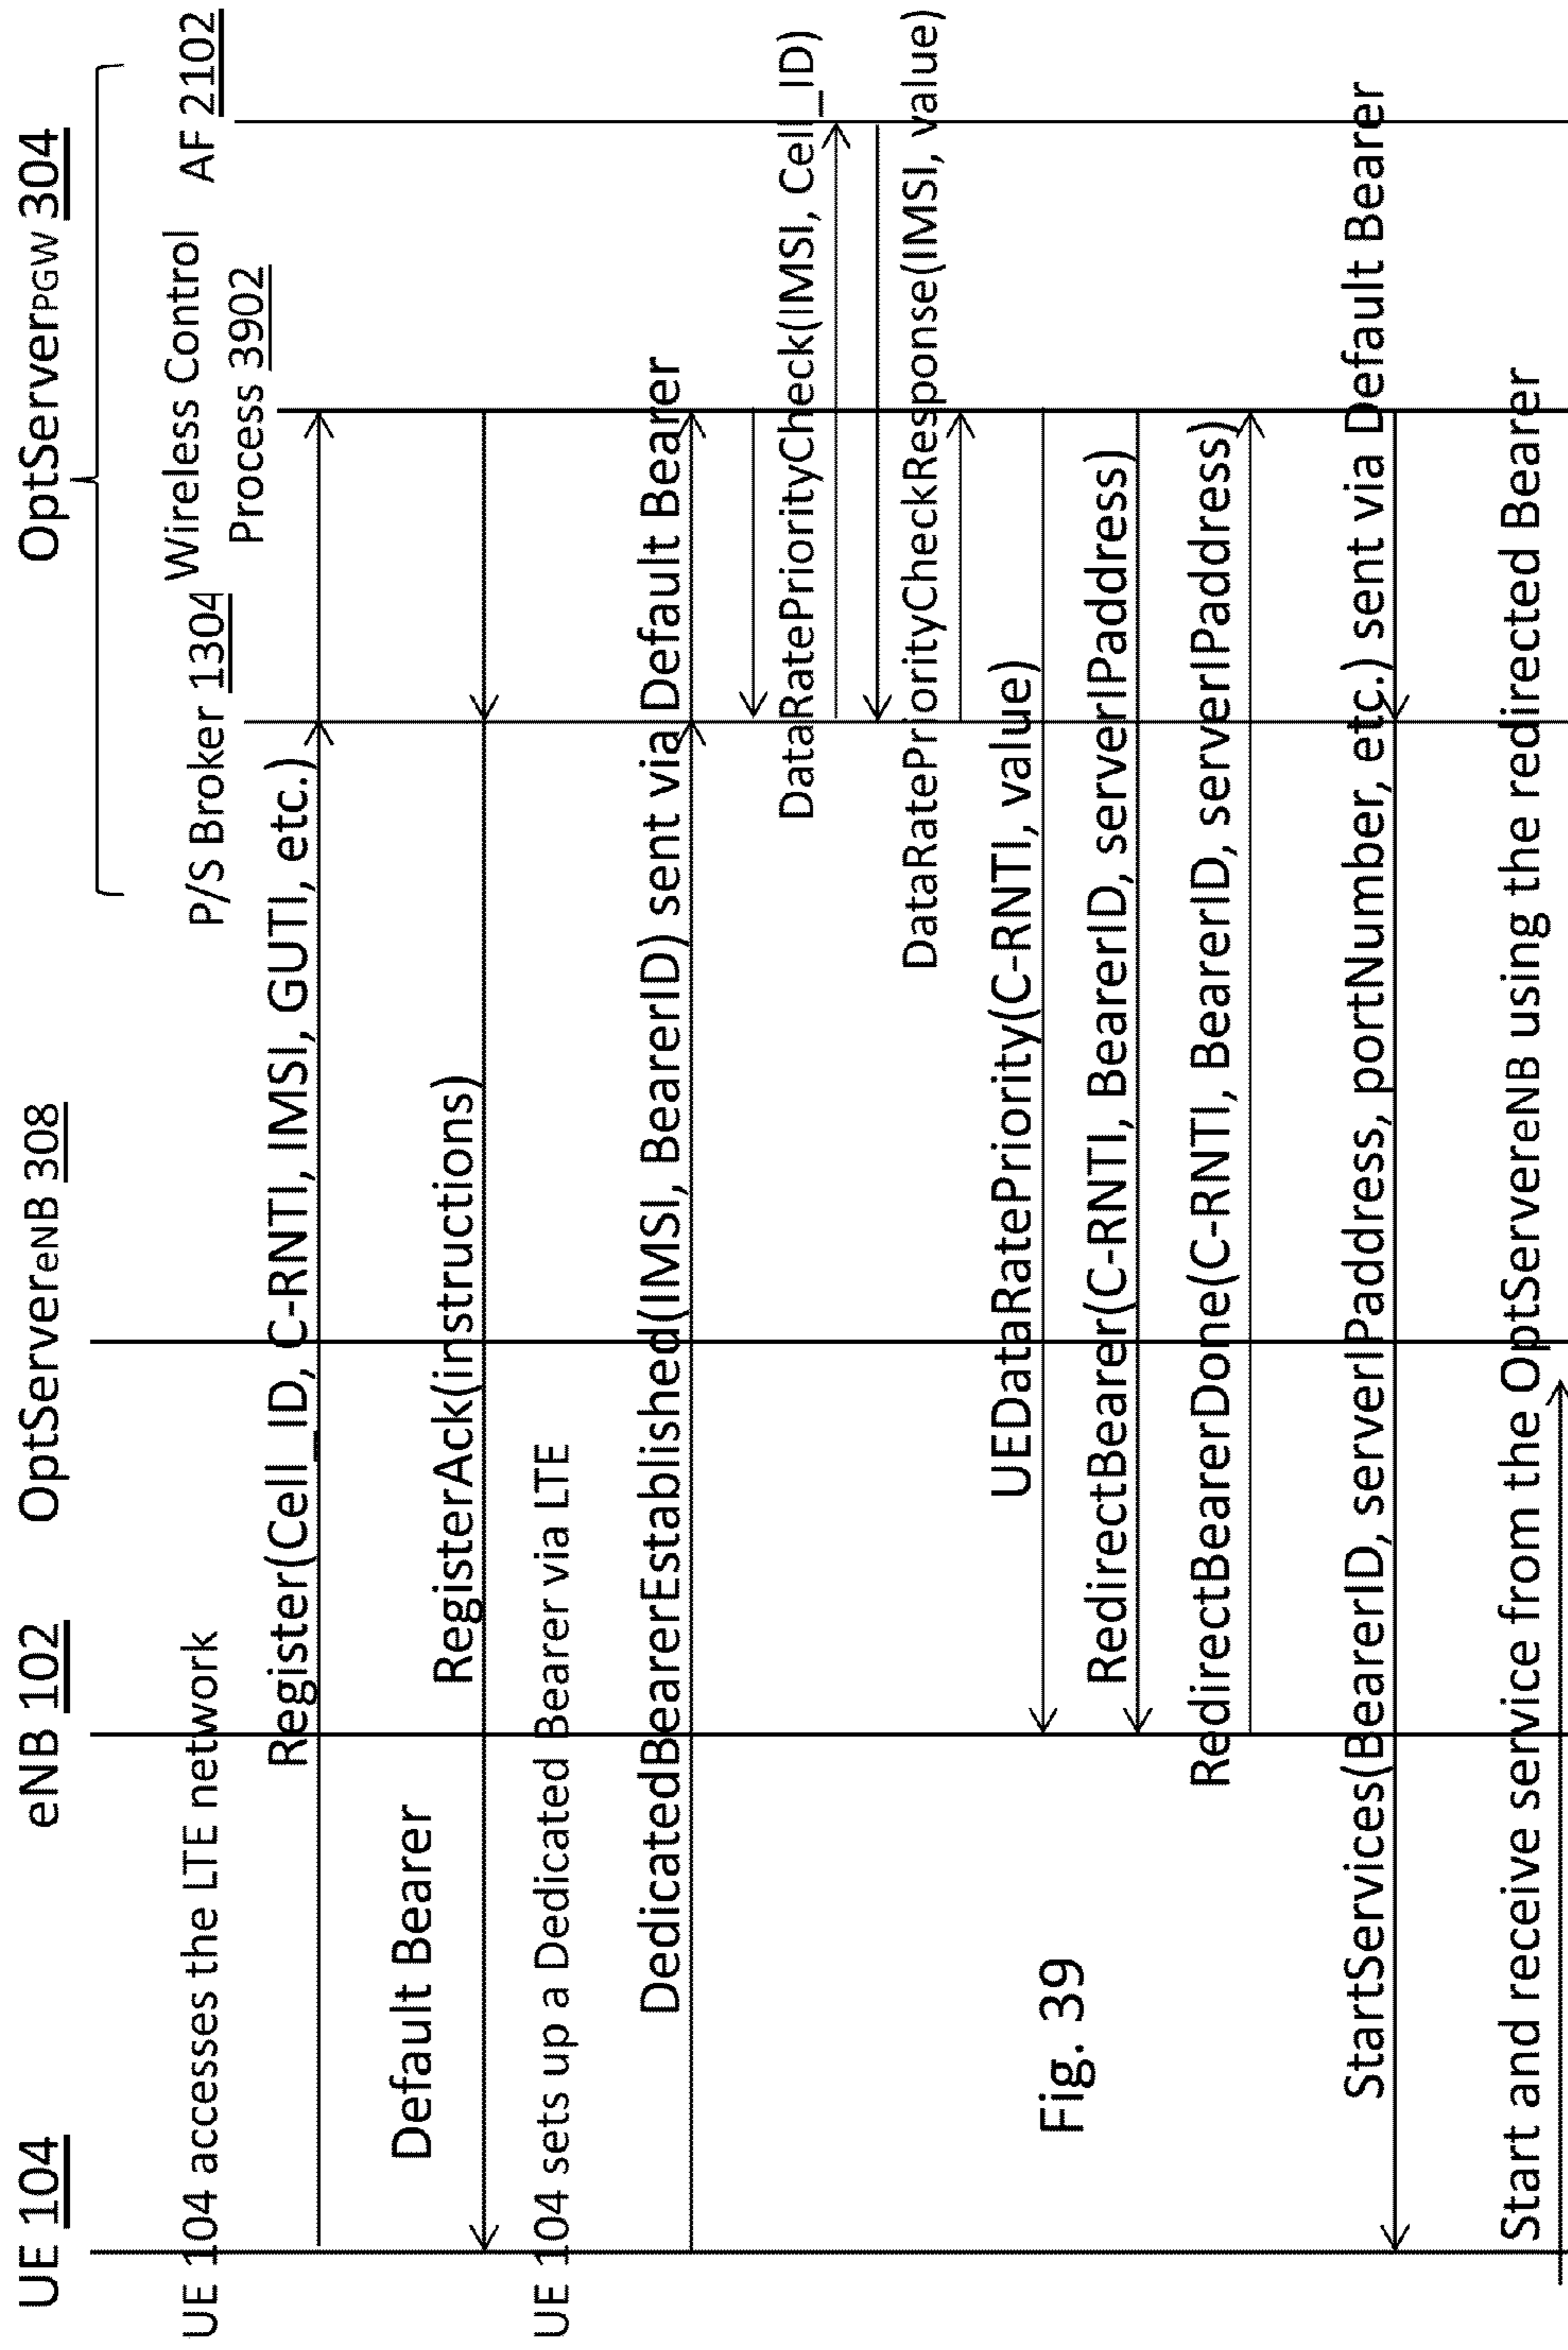 UE 104
eNB 102
OptServereNB 308
OptServerPGW 304
P/S Broker 1304
Wireless Control
Process 3902
AF 2102
UE 104 accesses the LTE network
Register(Cell_ID, C-RNTI, IMSI, GUTI, etc.)
Default Bearer
RegisterAck(instructions)
UE 104 sets up a Dedicated Bearer via LTE
DedicatedBearerEstablished(IMSI, BearerID) sent via Default Bearer
DataRatePriorityCheck(IMSI, Cell_ID)
DataRatePriorityCheckResponse(IMSI, value)
UEDataRatePriority(C-RNTI, value)
Fig. 39
RedirectBearer(C-RNTI, BearerID, serverIPaddress)
RedirectBearerDone(C-RNTI, BearerID, serverIPaddress)
StartServices(BearerID, serverIPaddress, portNumber, etc.) sent via Default Bearer
Start and receive service from the OptServereNB using the redirected Bearer